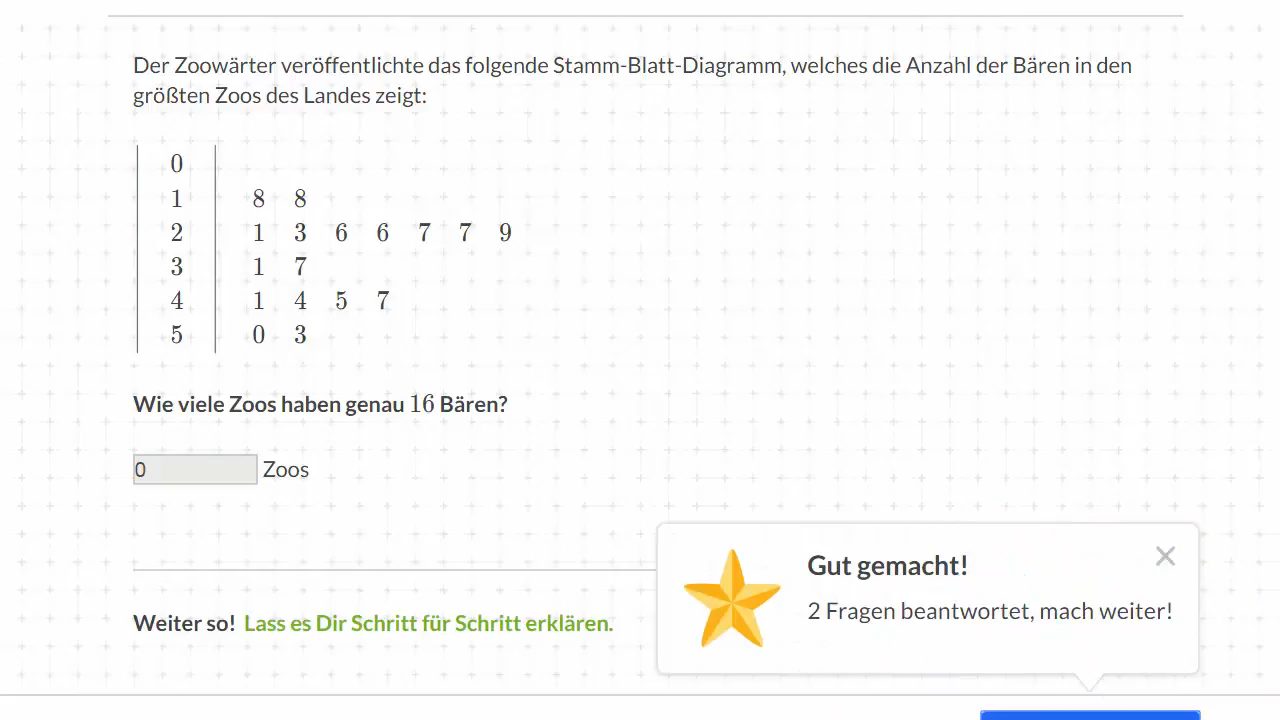 Der Zoowärter veröffentlichte das folgende Stamm-Blatt-Diagramm, welches die Anzahl der Bären in den
größten Zoos des Landes zeigt:
0
1 8 8
2 1 3 6 6 7 7 9
3 1 7
4 1 4 5 7
5 0 3
Wie viele Zoos haben genau 16 Bären?
0 Zoos
Gut gemacht!
2 Fragen beantwortet, mach weiter!
Weiter so! Lass es Dir Schritt für Schritt erklären.